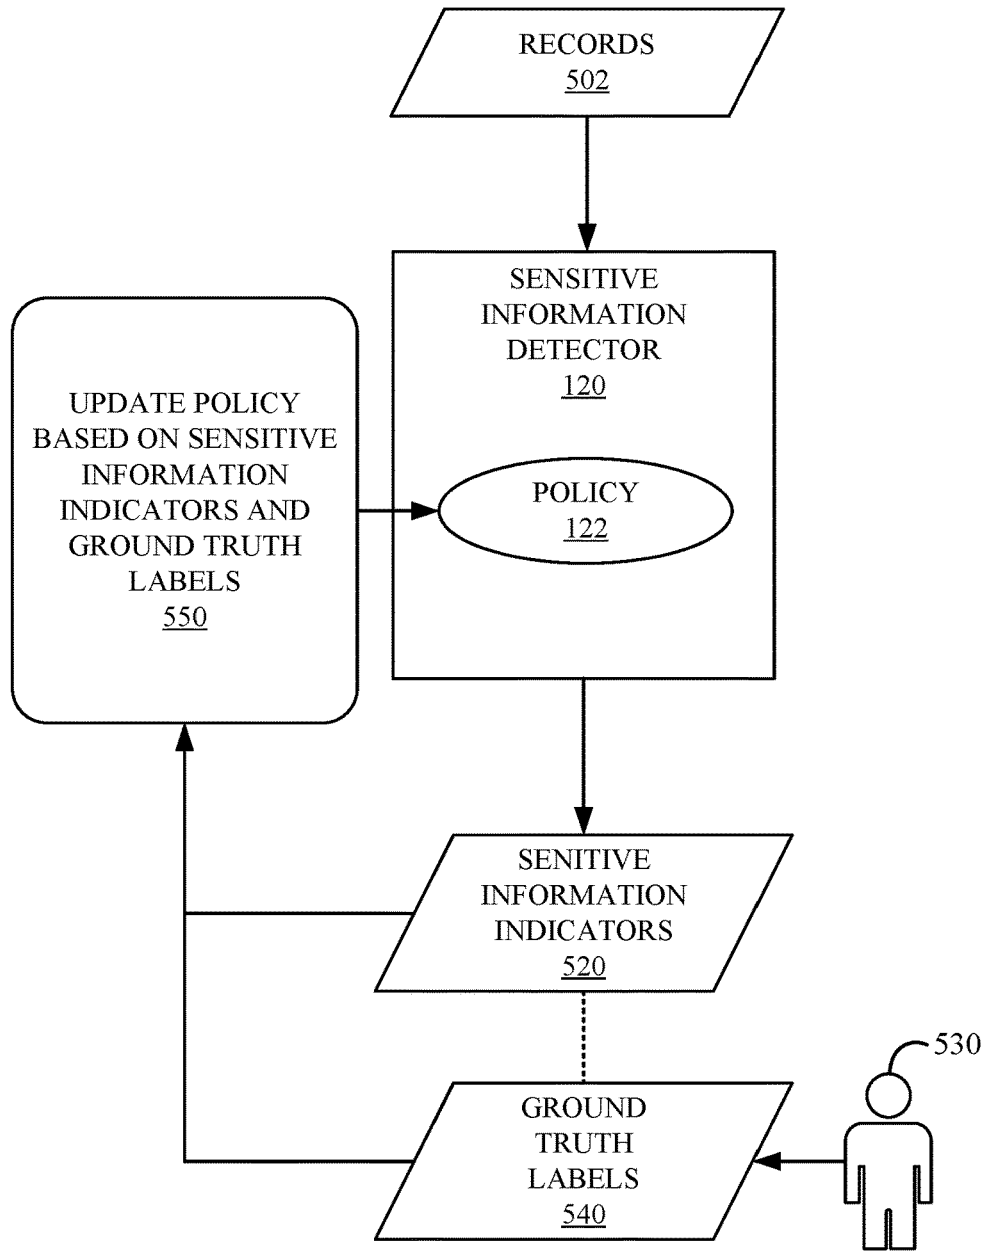 RECORDS
502
SENSITIVE
INFORMATION
DETECTOR
120
POLICY
122
UPDATE POLICY
BASED ON SENSITIVE
INFORMATION
INDICATORS AND
GROUND TRUTH
LABELS
550
SENITIVE
INFORMATION
INDICATORS
520
GROUND
TRUTH
LABELS
540
530